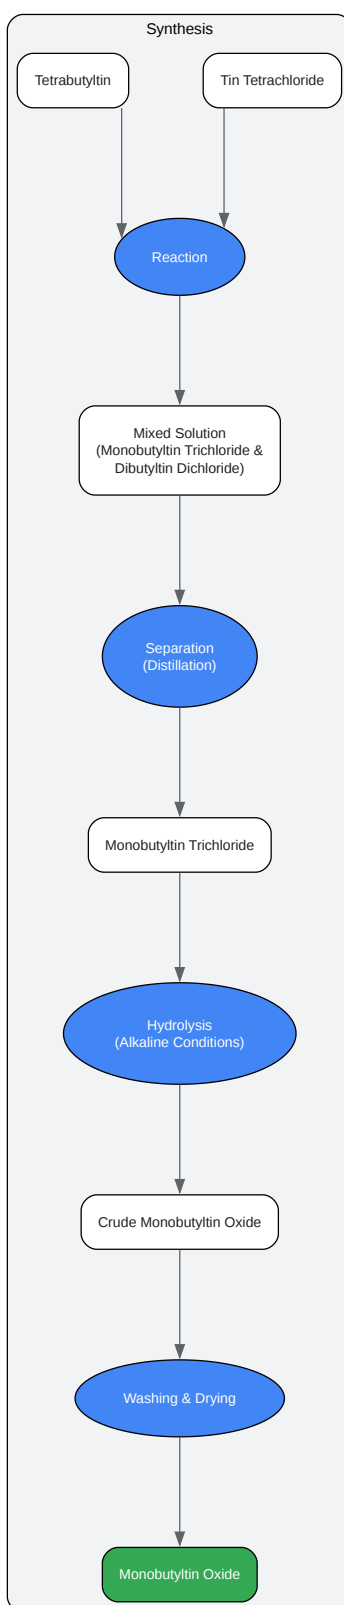 Synthesis
Tetrabutyltin
Tin Tetrachloride
Reaction
Mixed Solution
(Monobutyltin Trichloride &
Dibutyltin Dichloride)
Separation
(Distillation)
Monobutyltin Trichloride
Hydrolysis
(Alkaline Conditions)
Crude Monobutyltin Oxide
Washing & Drying
Monobutyltin Oxide